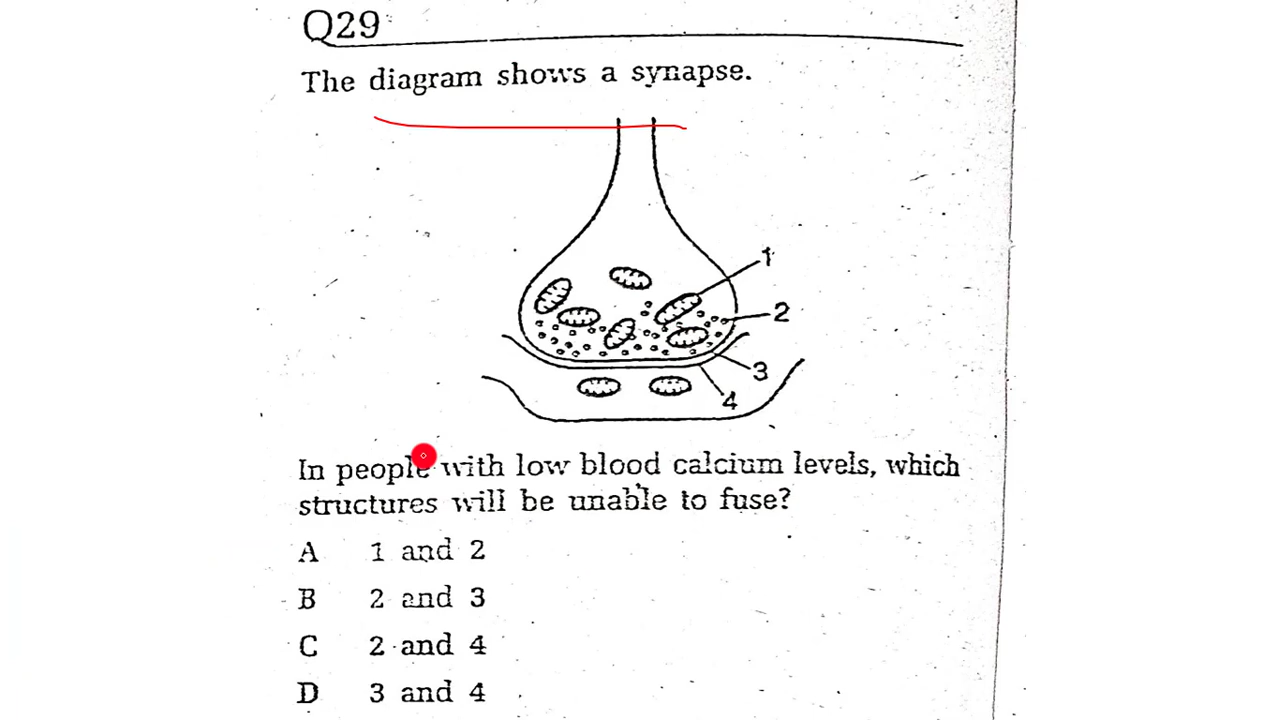 Q29
The diagram shows a synapse.
1
2
3
4
In people with low blood calcium levels, which
structures will be unable to fuse?
A 1 and 2
B 2 and 3
C 2 and 4
D 3 and 4